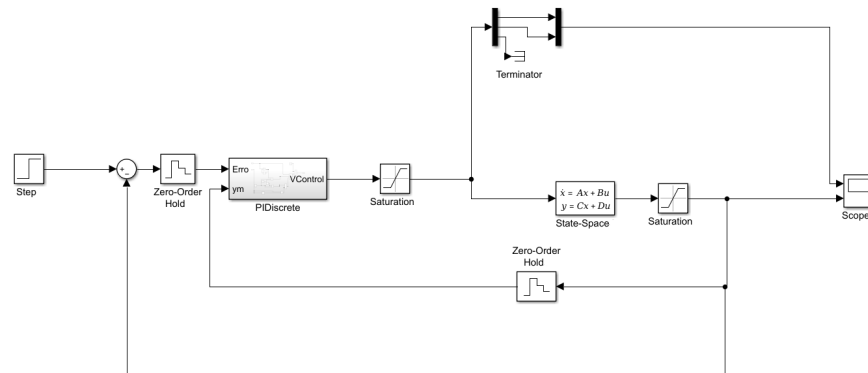 Terminator
Step
+
-
Zero-Order
Hold
Erro
ym
VControl
PIDiscrete
Saturation
ẋ = Ax + Bu
y = Cx + Du
State-Space
Saturation
Scope
Zero-Order
Hold